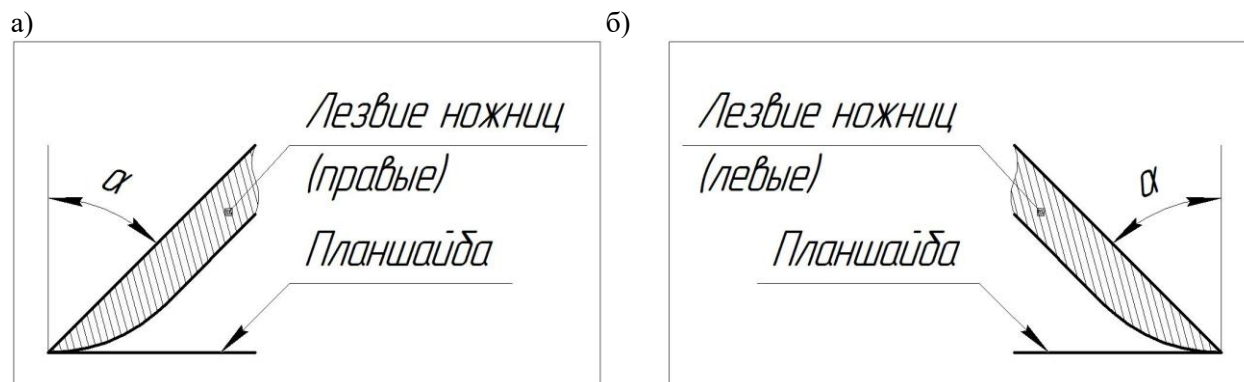 а)
б)
Лезвие ножниц
(правые)
α
Планшайба
Лезвие ножниц
(левые)
α
Планшайба